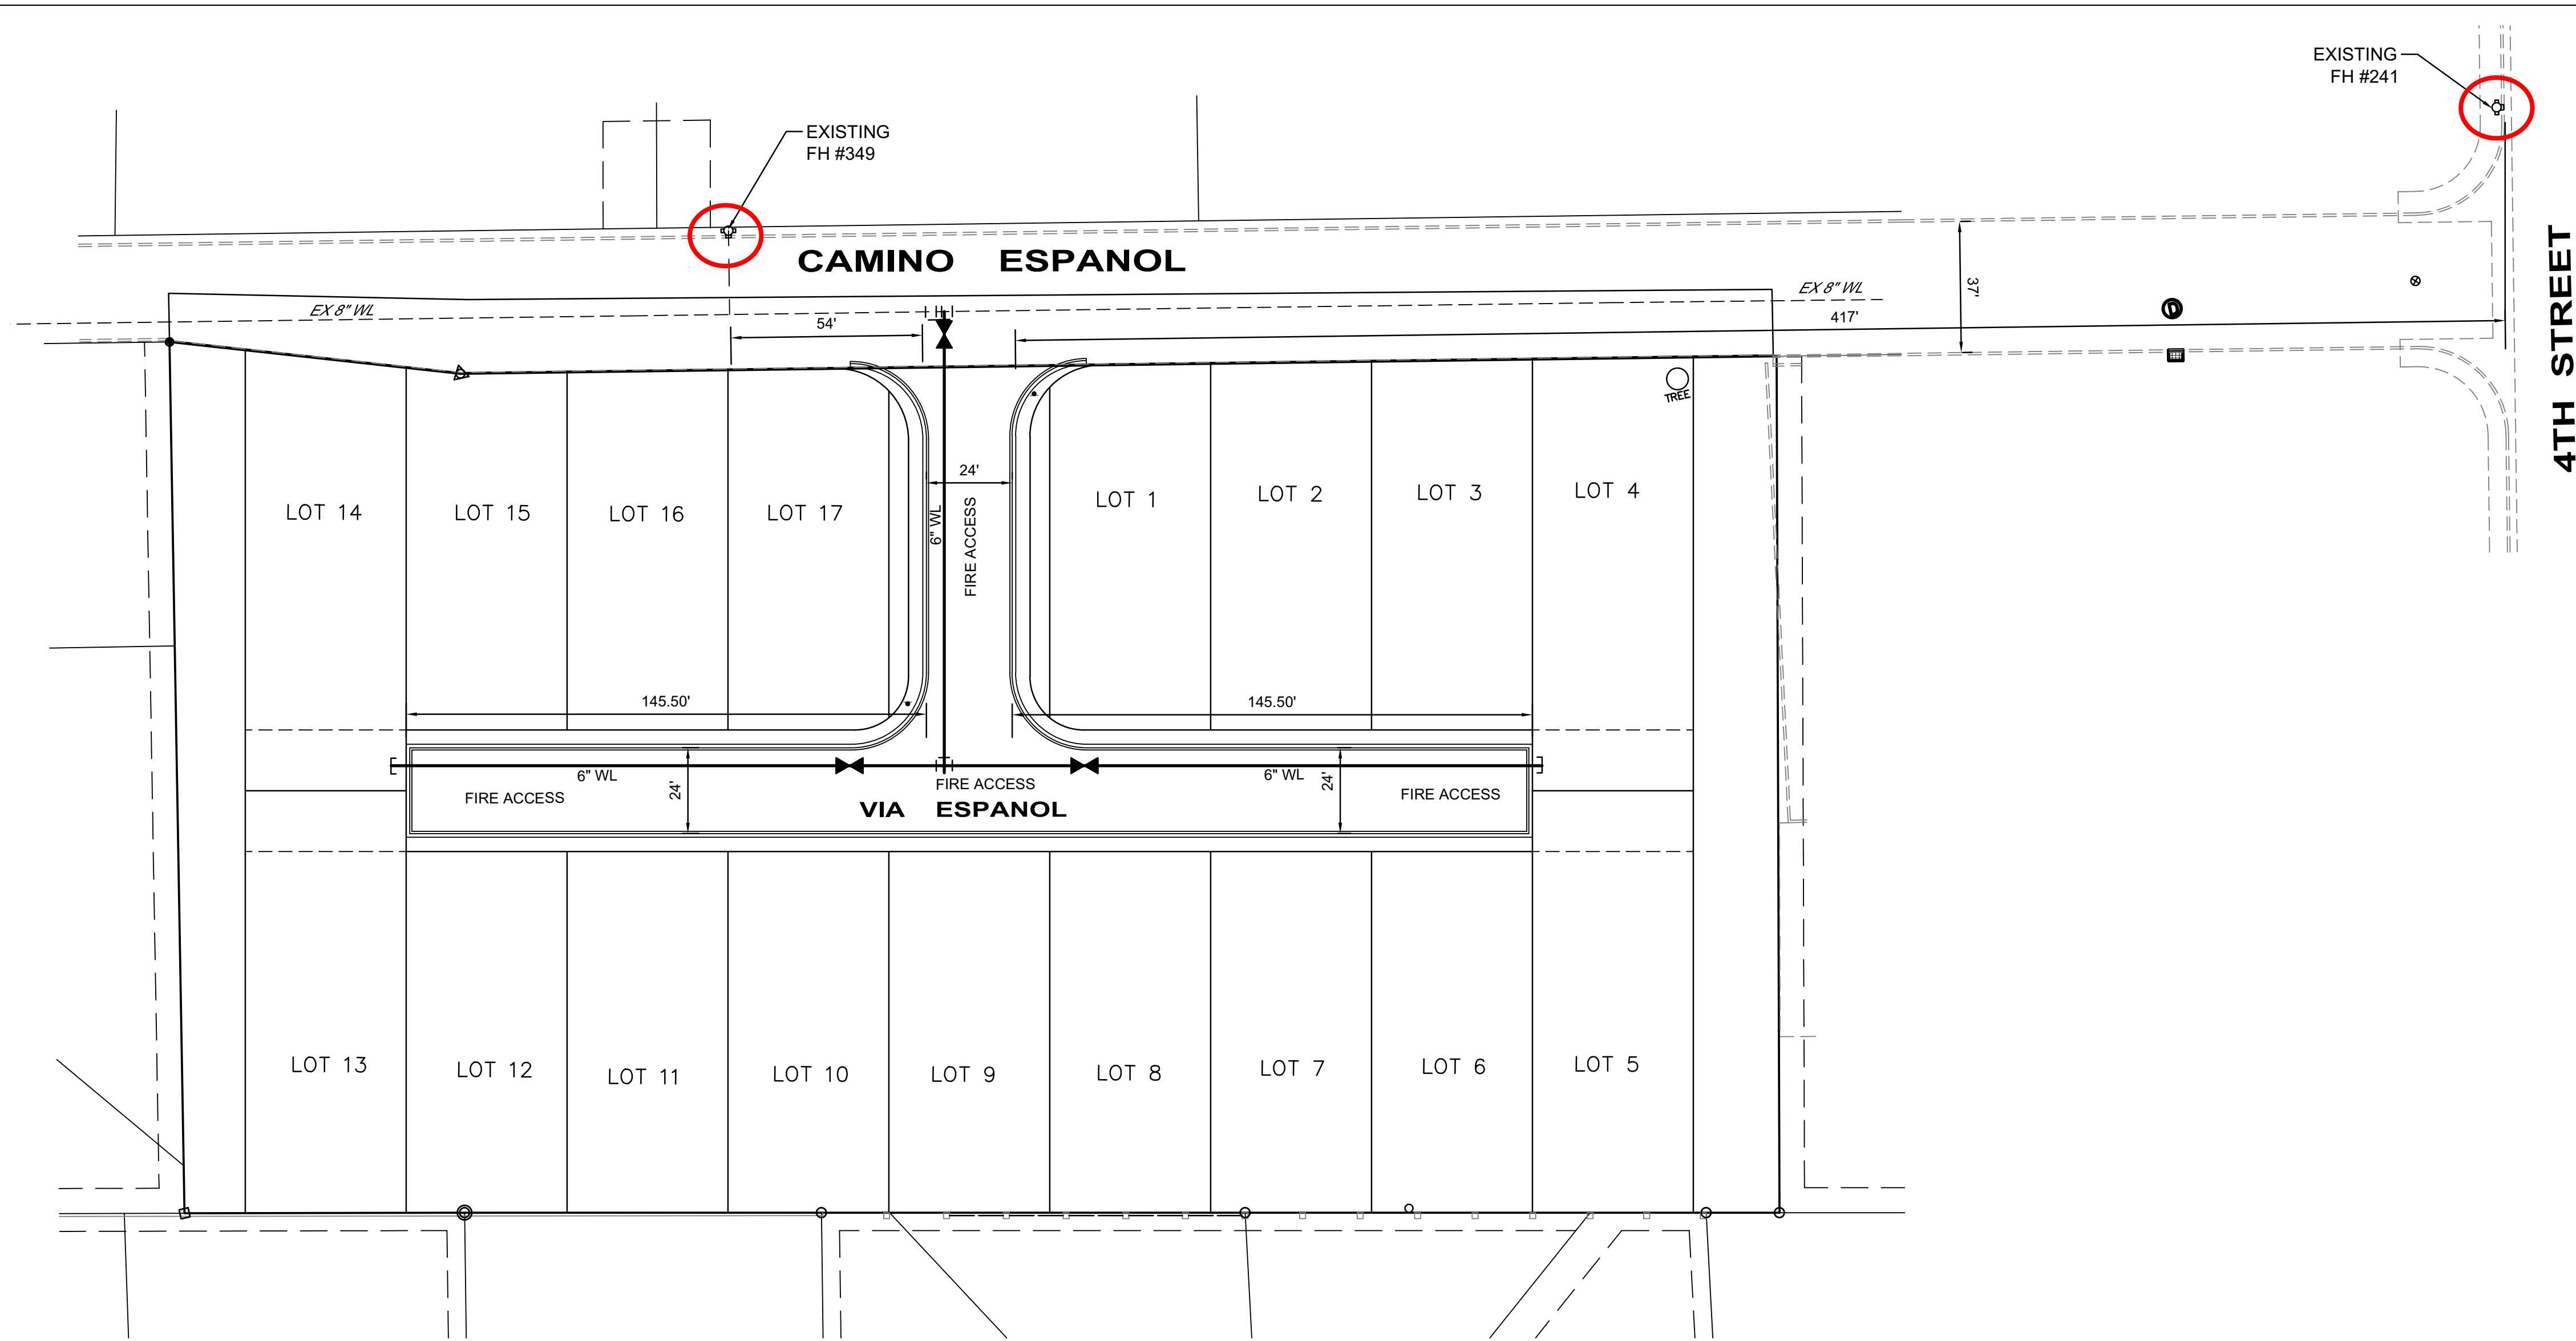 EXISTING
FH #241
EXISTING
FH #349
CAMINO ESPANOL
4TH STREET
EX 8" WL
EX 8" WL
37'
54'
417'
TREE
24'
6" WL
FIRE ACCESS
LOT 14
LOT 15
LOT 16
LOT 17
LOT 1
LOT 2
LOT 3
LOT 4
145.50'
145.50'
6" WL
6" WL
24'
24'
FIRE ACCESS
FIRE ACCESS
FIRE ACCESS
VIA ESPANOL
LOT 13
LOT 12
LOT 11
LOT 10
LOT 9
LOT 8
LOT 7
LOT 6
LOT 5
D